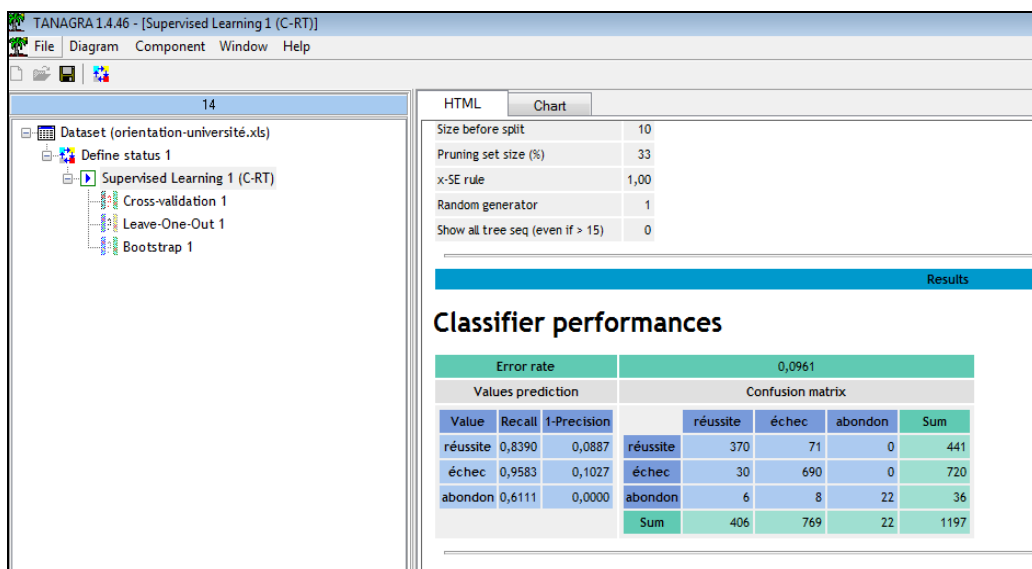 TANAGRA 1.4.46 - [Supervised Learning 1 (C-RT)]
File Diagram Component Window Help
14
Dataset (orientation-université.xls)
Define status 1
Supervised Learning 1 (C-RT)
Cross-validation 1
Leave-One-Out 1
Bootstrap 1
HTML Chart
Size before split 10
Pruning set size (%) 33
x-SE rule 1,00
Random generator 1
Show all tree seq (even if > 15) 0
Results
Classifier performances
Error rate 0,0961
Values prediction Confusion matrix
Value Recall 1-Precision réussite échec abondon Sum
réussite 0,8390 0,0887 réussite 370 71 0 441
échec 0,9583 0,1027 échec 30 690 0 720
abondon 0,6111 0,0000 abondon 6 8 22 36
Sum 406 769 22 1197